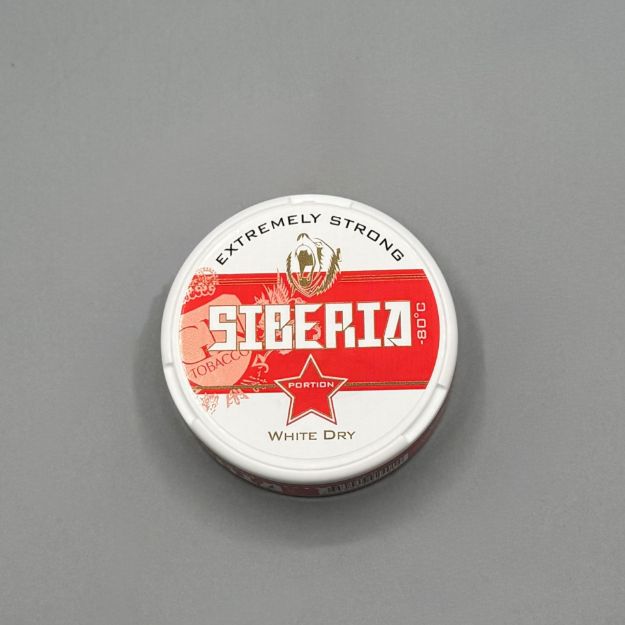 EXTREMELY STRONG
SIBERIA
-80°C
TOBACCO
PORTION
WHITE DRY